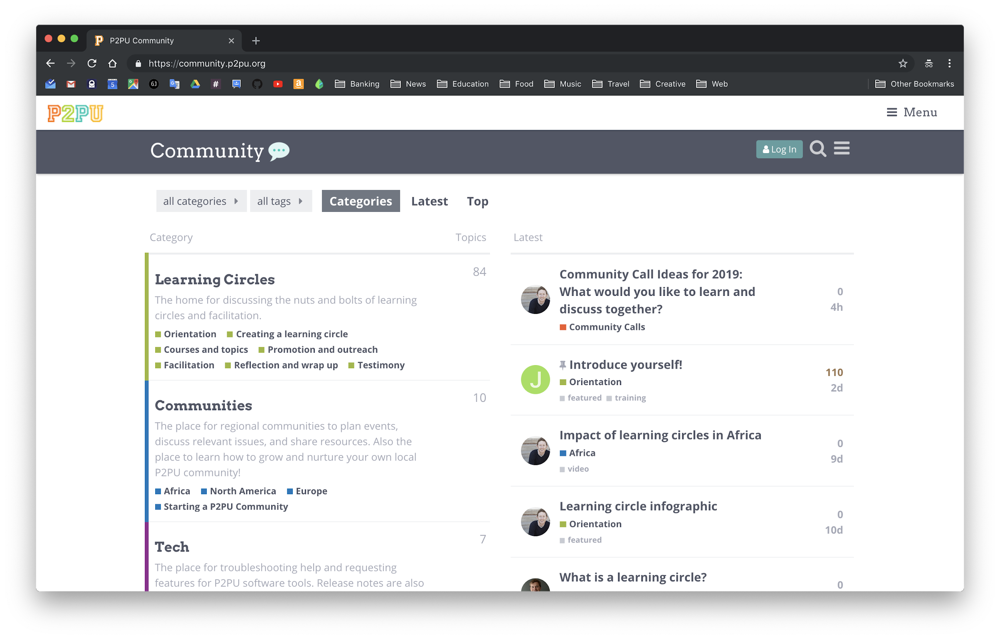 P2PU Community
https://community.p2pu.org
5
GJ
#
Banking
News
Education
Food
Music
Travel
Creative
Web
Other Bookmarks
P2PU
Menu
Community
Log In
all categories
all tags
Categories
Latest
Top
Category
Topics
Learning Circles
84
The home for discussing the nuts and bolts of learning
circles and facilitation.
Orientation
Creating a learning circle
Courses and topics
Promotion and outreach
Facilitation
Reflection and wrap up
Testimony
Communities
10
The place for regional communities to plan events,
discuss relevant issues, and share resources. Also the
place to learn how to grow and nurture your own local
P2PU community!
Africa
North America
Europe
Starting a P2PU Community
Tech
7
The place for troubleshooting help and requesting
features for P2PU software tools. Release notes are also
Latest
Community Call Ideas for 2019:
What would you like to learn and
discuss together?
Community Calls
0
4h
J
Introduce yourself!
Orientation
featured
training
110
2d
Impact of learning circles in Africa
Africa
video
0
9d
Learning circle infographic
Orientation
featured
0
10d
What is a learning circle?
0